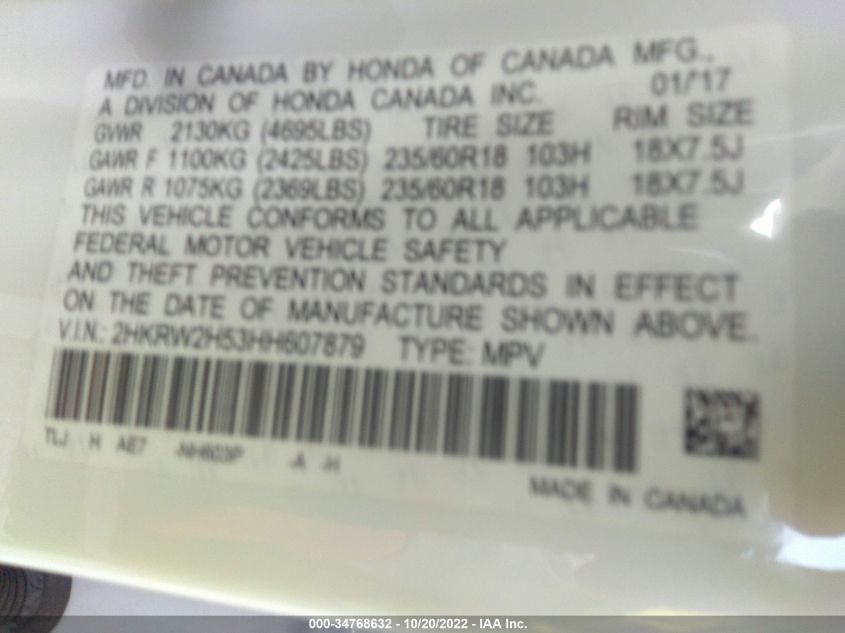 MFD. IN CANADA BY HONDA OF CANADA MFG.,
A DIVISION OF HONDA CANADA INC. 01/17
GVWR 2130KG (4695LBS) TIRE SIZE RIM SIZE
GAWR F 1100KG (2425LBS) 235/60R18 103H 18X7.5J
GAWR R 1075KG (2369LBS) 235/60R18 103H 18X7.5J
THIS VEHICLE CONFORMS TO ALL APPLICABLE
FEDERAL MOTOR VEHICLE SAFETY
AND THEFT PREVENTION STANDARDS IN EFFECT
ON THE DATE OF MANUFACTURE SHOWN ABOVE.
V.I.N.: 2HKRW2H53HH607879 TYPE: MPV
TLJ H AE7 -NH603P -A -H
MADE IN CANADA
000-34768632 - 10/20/2022 - IAA Inc.